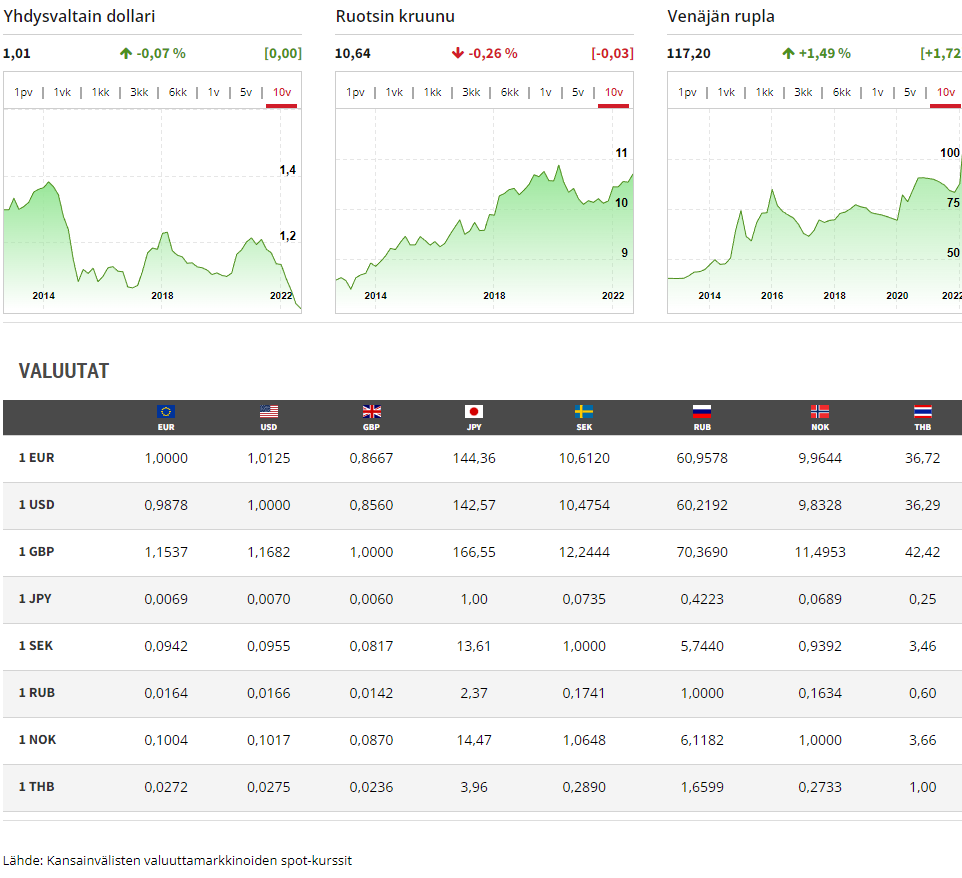 Yhdysvaltain dollari Ruotsin kruunu Venäjän rupla
1,01 -0,07 % [0,00] 10,64 -0,26 % [-0,03] 117,20 +1,49 % [+1,72
1pv | 1vk | 1kk | 3kk | 6kk | 1v | 5v | 10v 1pv | 1vk | 1kk | 3kk | 6kk | 1v | 5v | 10v 1pv | 1vk | 1kk | 3kk | 6kk | 1v | 5v | 10v
11 100
1,4
10 75
1,2
9 50
2014 2018 2022 2014 2018 2022 2014 2016 2018 2020 2022
VALUUTAT
EUR USD GBP JPY SEK RUB NOK THB
1 EUR 1,0000 1,0125 0,8667 144,36 10,6120 60,9578 9,9644 36,72
1 USD 0,9878 1,0000 0,8560 142,57 10,4754 60,2192 9,8328 36,29
1 GBP 1,1537 1,1682 1,0000 166,55 12,2444 70,3690 11,4953 42,42
1 JPY 0,0069 0,0070 0,0060 1,00 0,0735 0,4223 0,0689 0,25
1 SEK 0,0942 0,0955 0,0817 13,61 1,0000 5,7440 0,9392 3,46
1 RUB 0,0164 0,0166 0,0142 2,37 0,1741 1,0000 0,1634 0,60
1 NOK 0,1004 0,1017 0,0870 14,47 1,0648 6,1182 1,0000 3,66
1 THB 0,0272 0,0275 0,0236 3,96 0,2890 1,6599 0,2733 1,00
Lähde: Kansainvälisten valuuttamarkkinoiden spot-kurssit